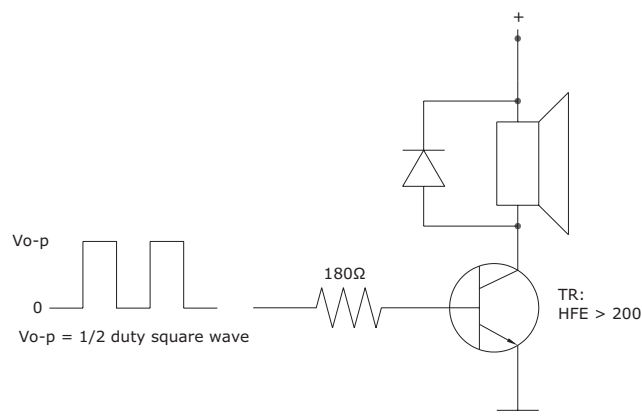 +
Vo-p
180Ω
0
TR:
HFE > 200
Vo-p = 1/2 duty square wave